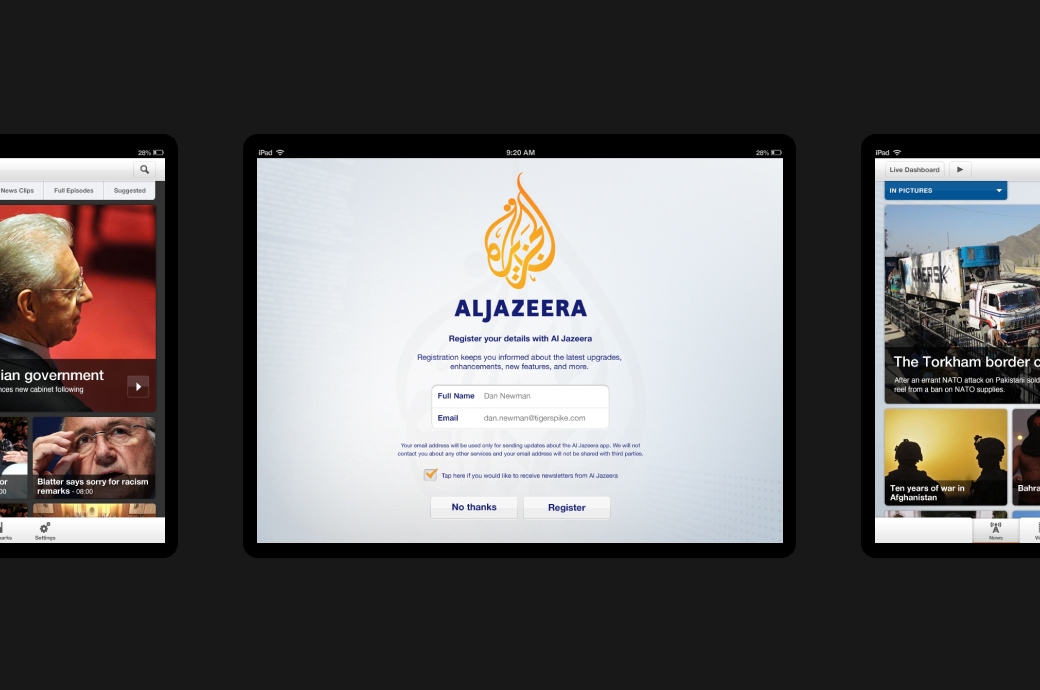 28%
News Clips
Full Episodes
Suggested
ian government
nces new cabinet following
or
00
Blatter says sorry for racism
remarks - 08:00
arks
Settings
iPad
9:20 AM
28%
الجزيرة
ALJAZEERA
Register your details with Al Jazeera
Registration keeps you informed about the latest upgrades,
enhancements, new features, and more.
Full Name Dan Newman
Email dan.newman@tigerspike.com
Your email address will be used only for sending updates about the Al Jazeera app. We will not
contact you about any other services and your email address will not be shared with third parties.
Tap here if you would like to receive newsletters from Al Jazeera
No thanks
Register
iPad
Live Dashboard
IN PICTURES
The Torkham border c
After an errant NATO attack on Pakistani sold
reel from a ban on NATO supplies.
Ten years of war in
Afghanistan
Bahra
News